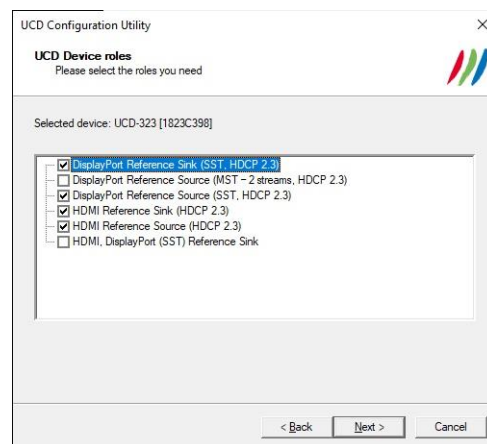 UCD Configuration Utility
UCD Device roles
Please select the roles you need
Selected device: UCD-323 [1823C398]
DisplayPort Reference Sink (SST, HDCP 2.3)
DisplayPort Reference Source (MST – 2 streams, HDCP 2.3)
DisplayPort Reference Source (SST, HDCP 2.3)
HDMI Reference Sink (HDCP 2.3)
HDMI Reference Source (HDCP 2.3)
HDMI, DisplayPort (SST) Reference Sink
< Back Next > Cancel